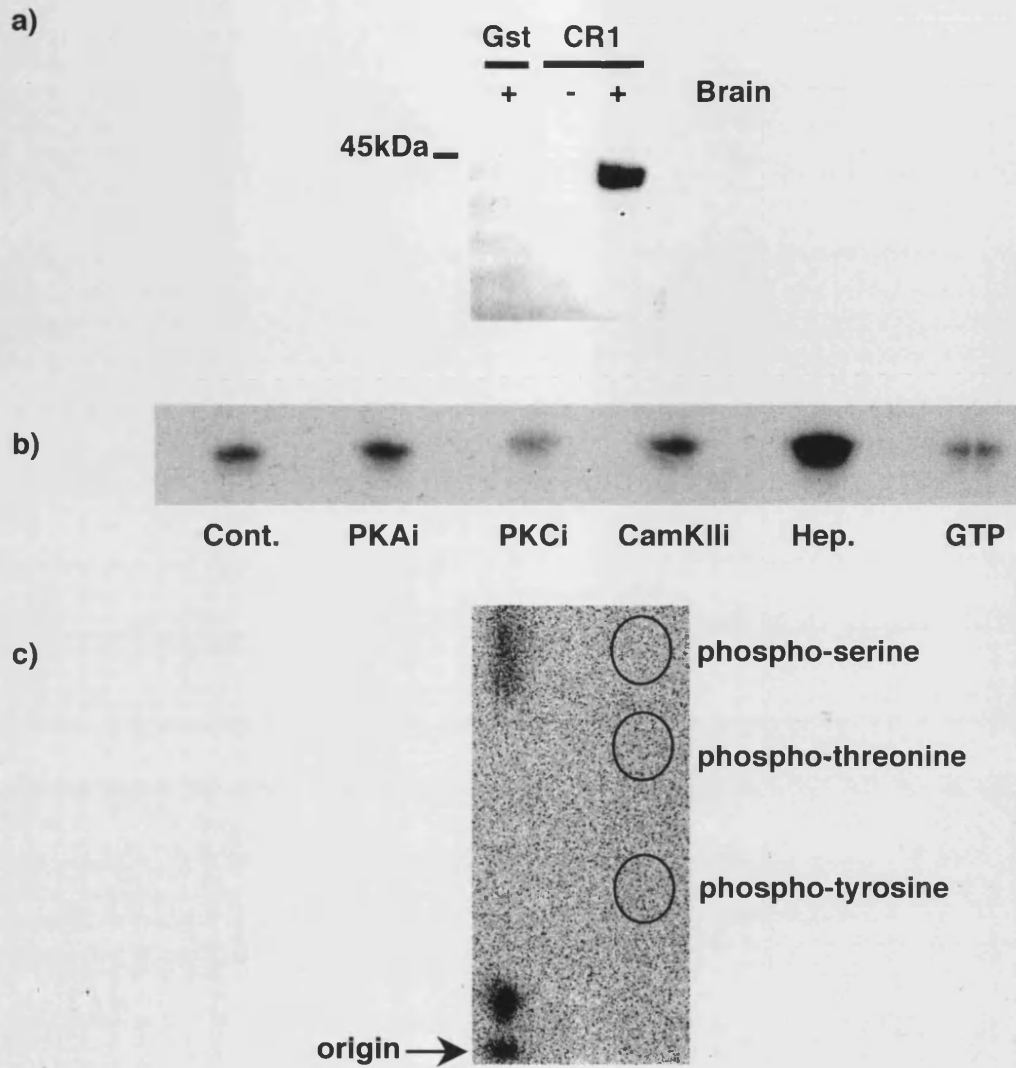 a)
Gst CR1
+ - + Brain
45kDa
b)
Cont. PKAi PKCi CamKIIi Hep. GTP
c)
phospho-serine
phospho-threonine
phospho-tyrosine
origin